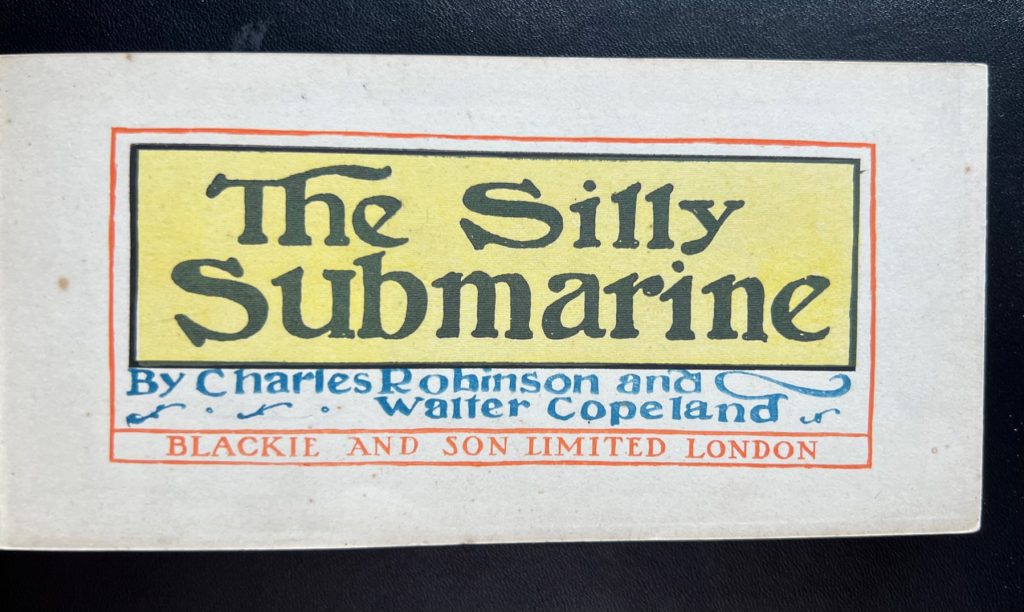 The Silly
Submarine
By Charles Robinson and
Walter Copeland
BLACKIE AND SON LIMITED LONDON